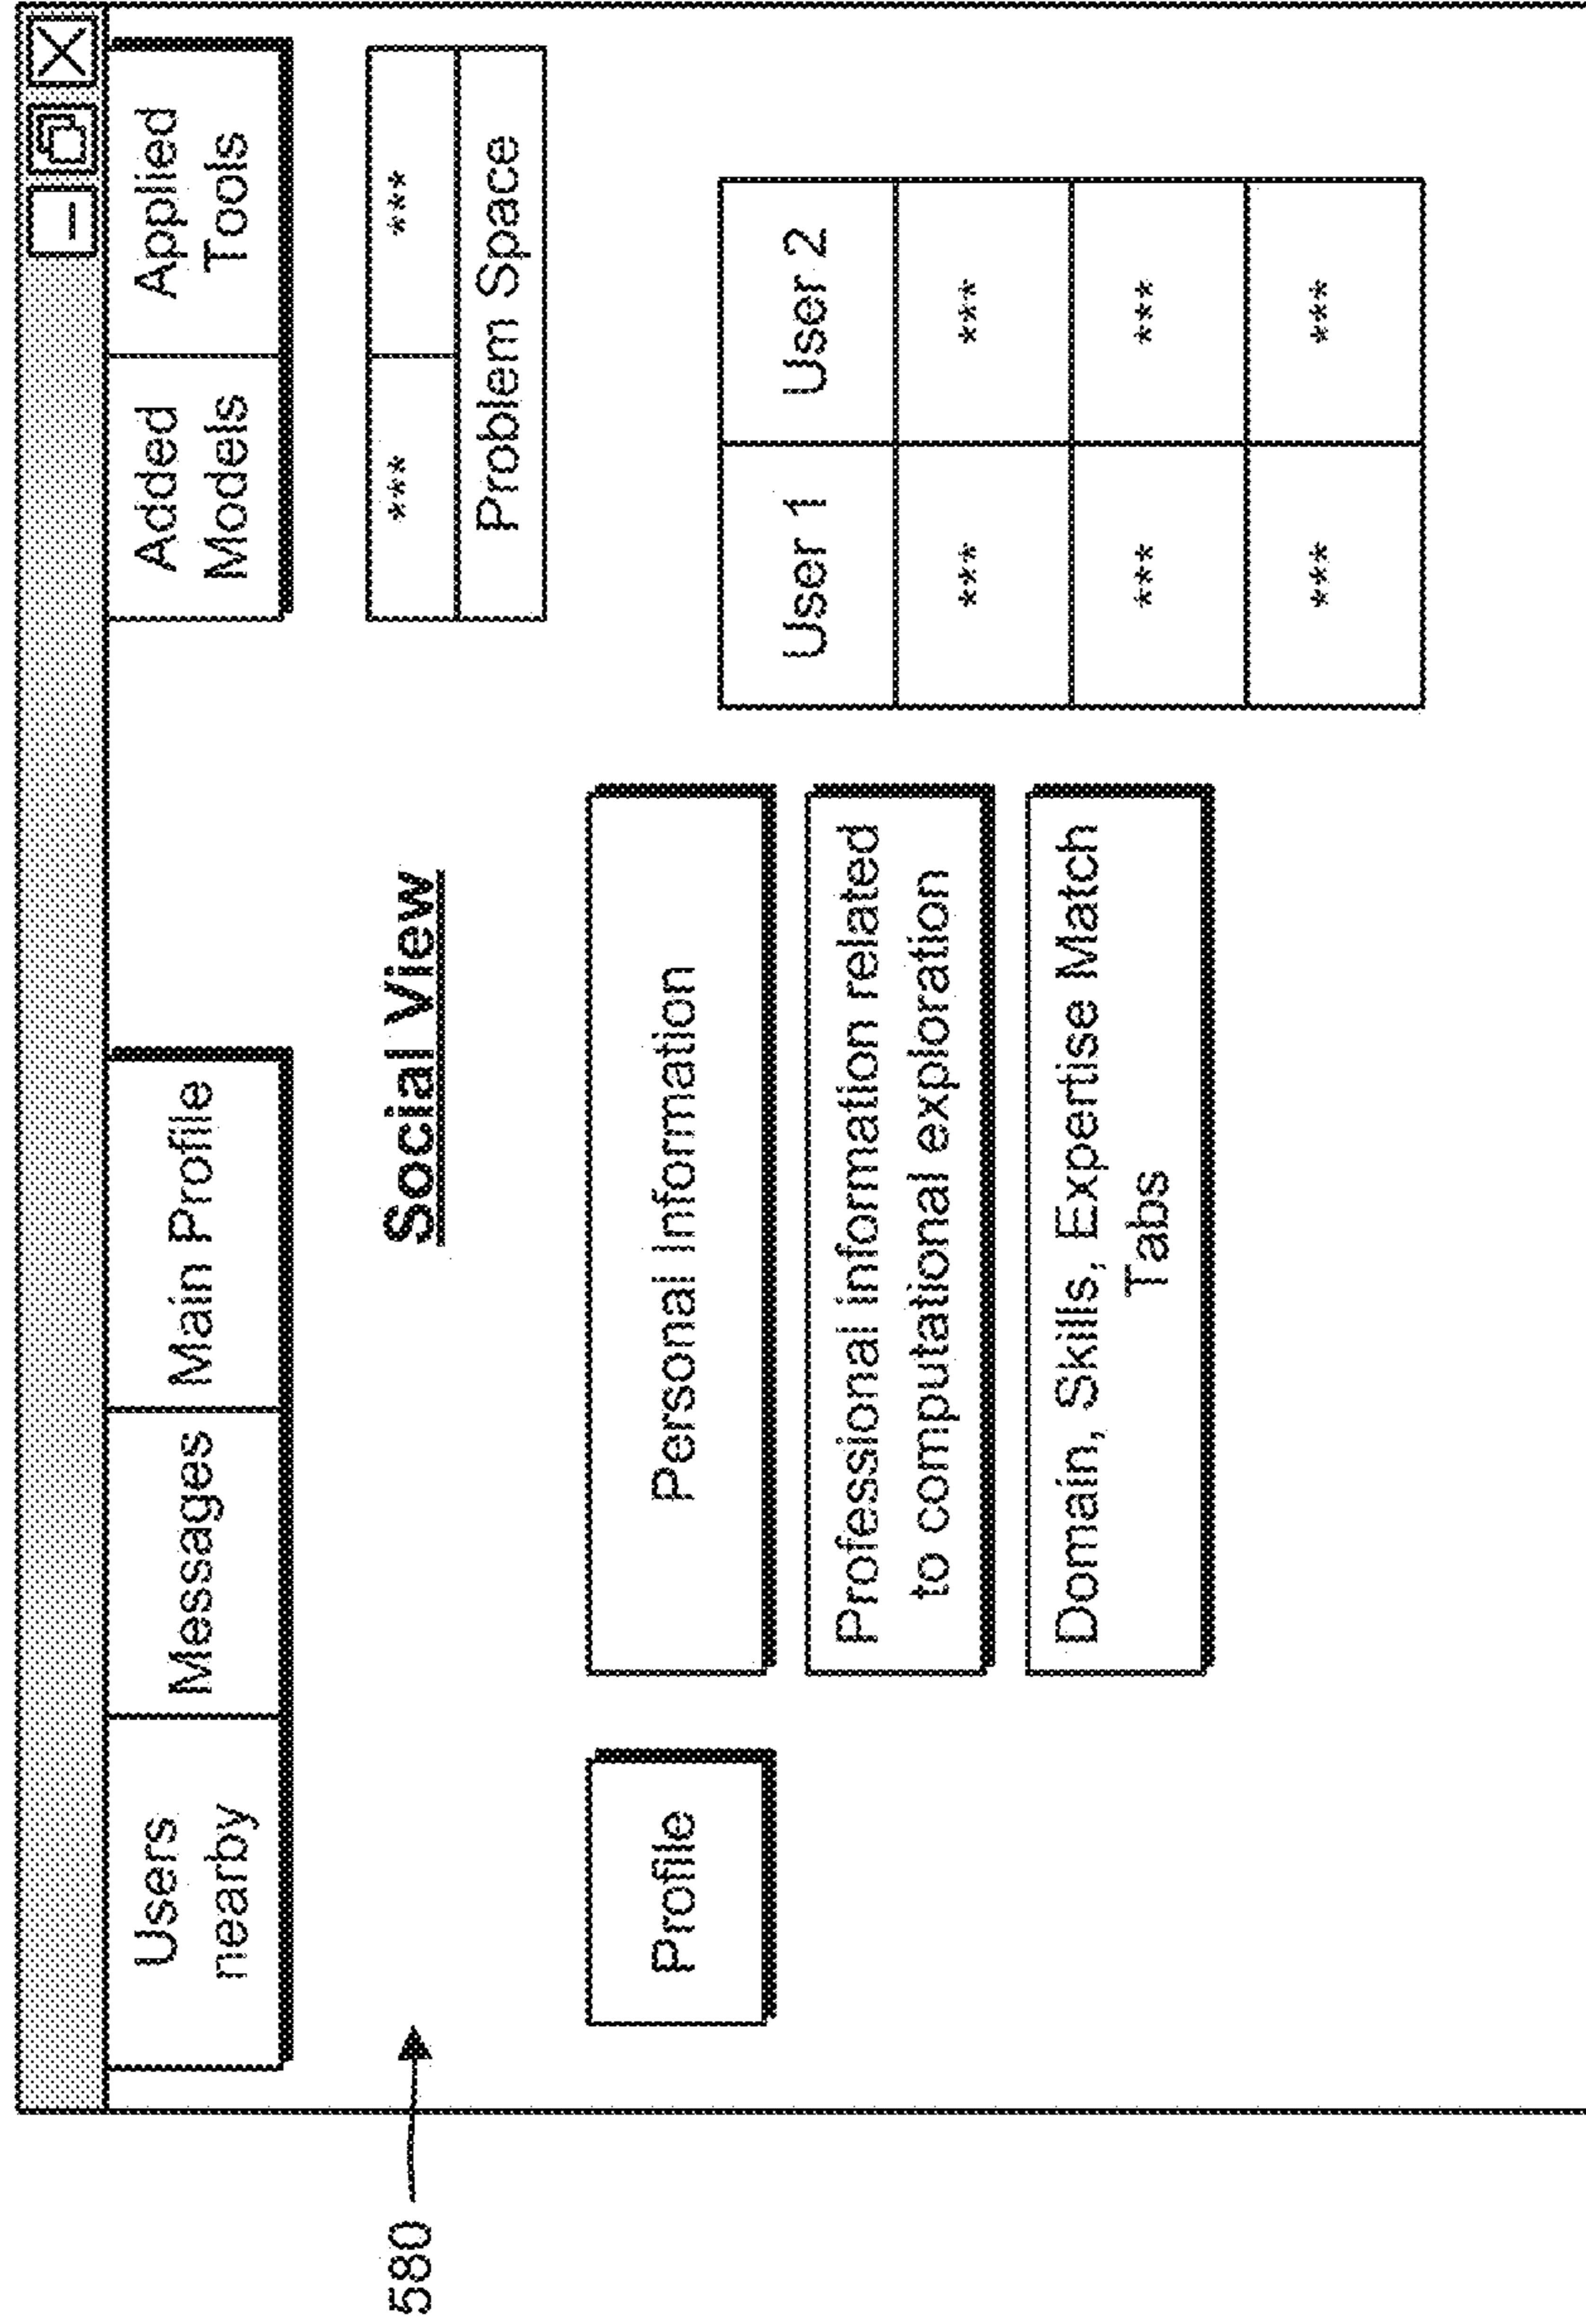 Users
nearby
Messages
Main Profile
Added
Models
Applied
Tools
580
Social View
*** ***
Problem Space
Profile
Personal Information
Professional information related
to computational exploration
Domain, Skills, Expertise Match
Tabs
User 1 User 2
*** ***
*** ***
*** ***